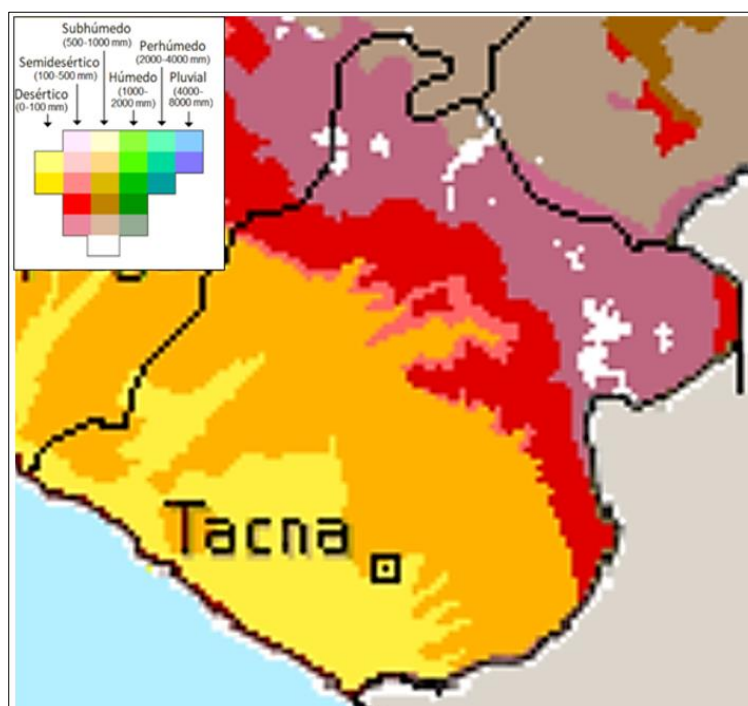 Subhúmedo
(500-1000 mm)
Perhúmedo
(2000-4000 mm)
Semidesértico
(100-500 mm)
Húmedo
(1000-
2000 mm)
Pluvial
(4000-
8000 mm)
Desértico
(0-100 mm)
Tacna